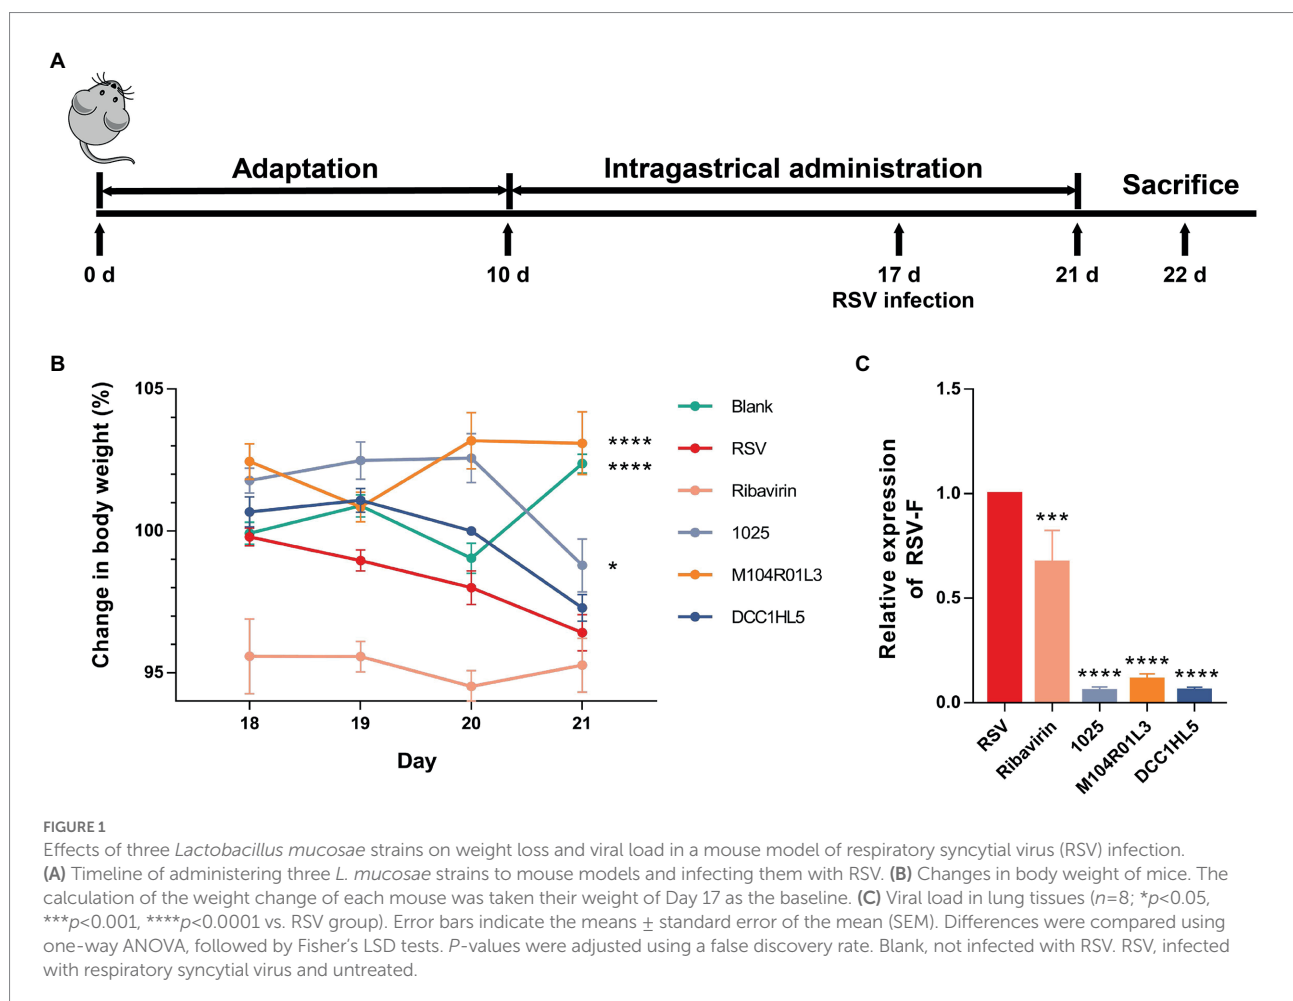 A
Adaptation
Intragastrical administration
Sacrifice
0 d
10 d
17 d
21 d
22 d
RSV infection
B
Change in body weight (%)
105
100
95
18
19
20
21
Day
****
****
*
Blank
RSV
Ribavirin
1025
M104R01L3
DCC1HL5
C
Relative expression
of RSV-F
1.5
1.0
0.5
0.0
***
****
****
****
RSV
Ribavirin
1025
M104R01L3
DCC1HL5
FIGURE 1
Effects of three Lactobacillus mucosae strains on weight loss and viral load in a mouse model of respiratory syncytial virus (RSV) infection.
(A) Timeline of administering three L. mucosae strains to mouse models and infecting them with RSV. (B) Changes in body weight of mice. The
calculation of the weight change of each mouse was taken their weight of Day 17 as the baseline. (C) Viral load in lung tissues (n=8; *p<0.05,
***p<0.001, ****p<0.0001 vs. RSV group). Error bars indicate the means ± standard error of the mean (SEM). Differences were compared using
one-way ANOVA, followed by Fisher's LSD tests. P-values were adjusted using a false discovery rate. Blank, not infected with RSV. RSV, infected
with respiratory syncytial virus and untreated.